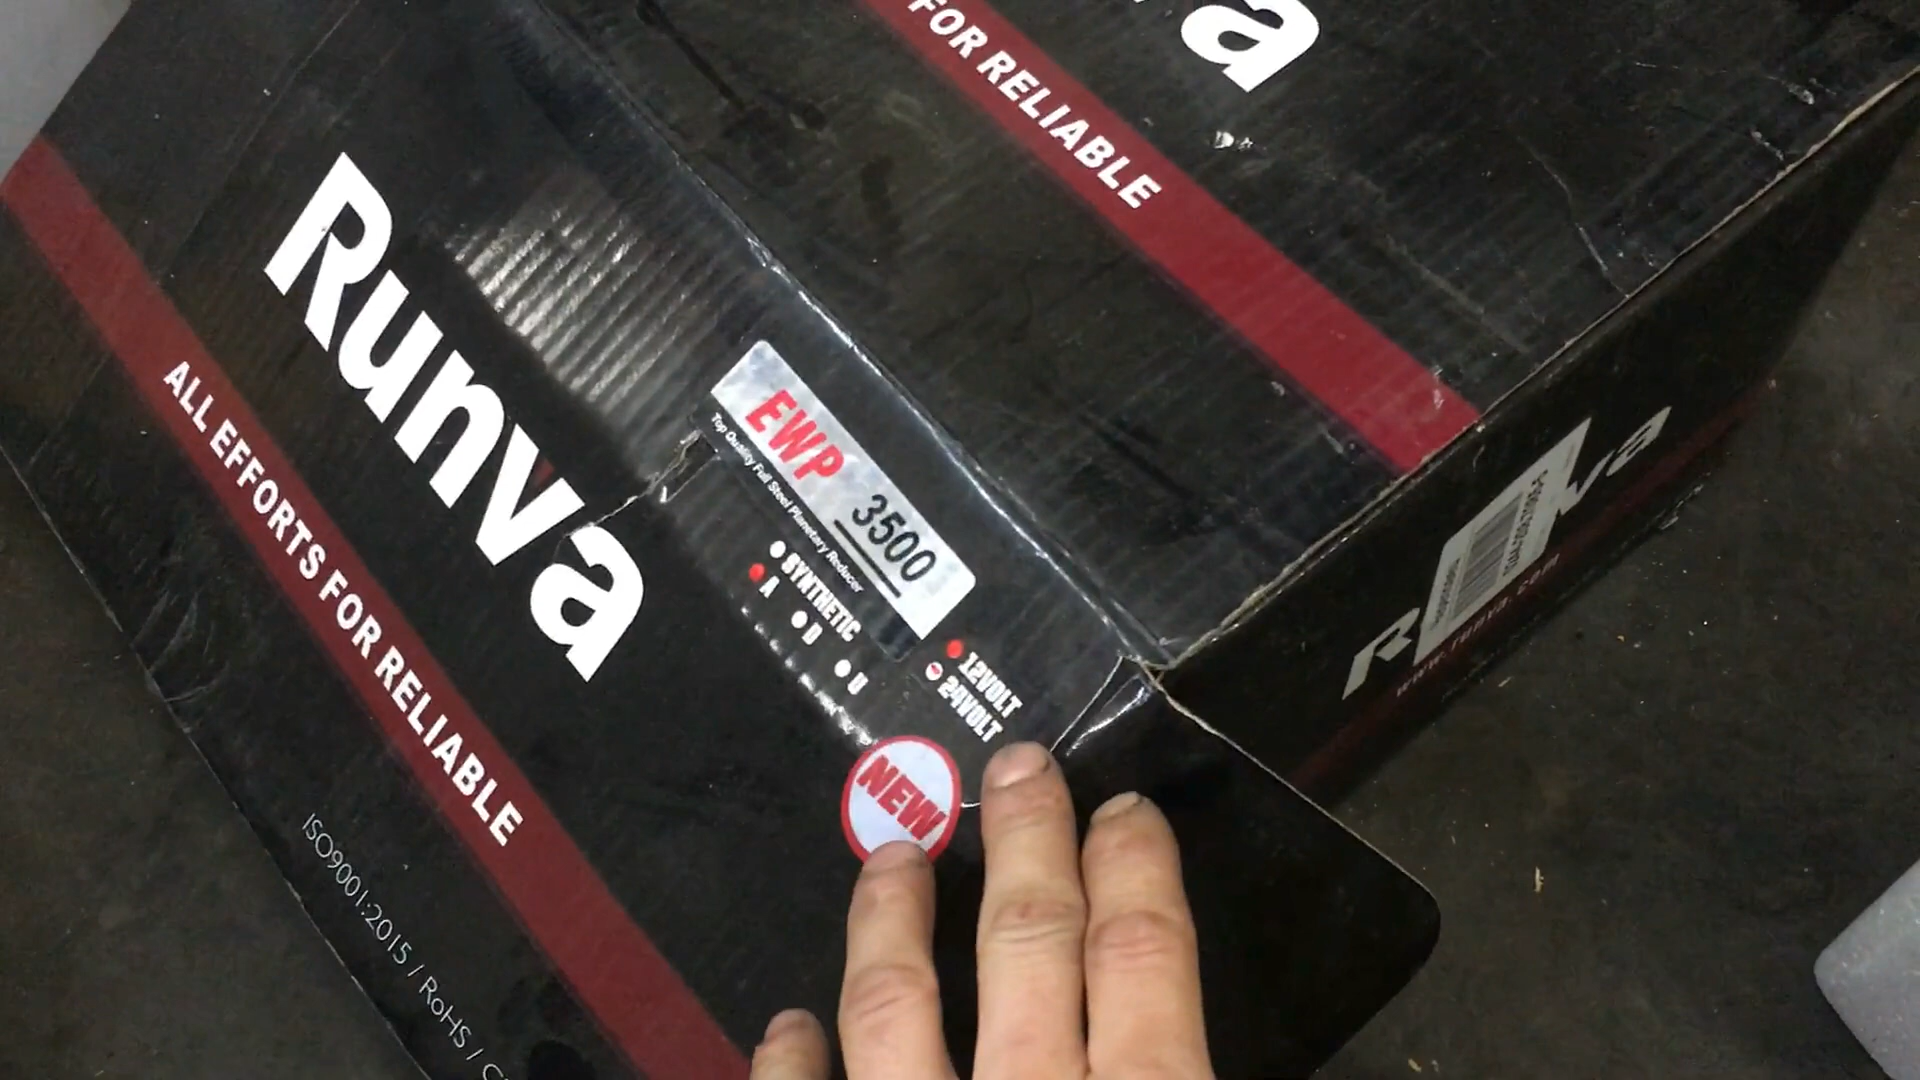 FOR RELIABLE
Runva
ALL EFFORTS FOR RELIABLE
EWP 3500
Top Quality Full Steel Planetary Reducer
SYNTHETIC
A D U
12VOLT
24VOLT
NEW
ISO9001:2015 / RoHS /
www.runva.com